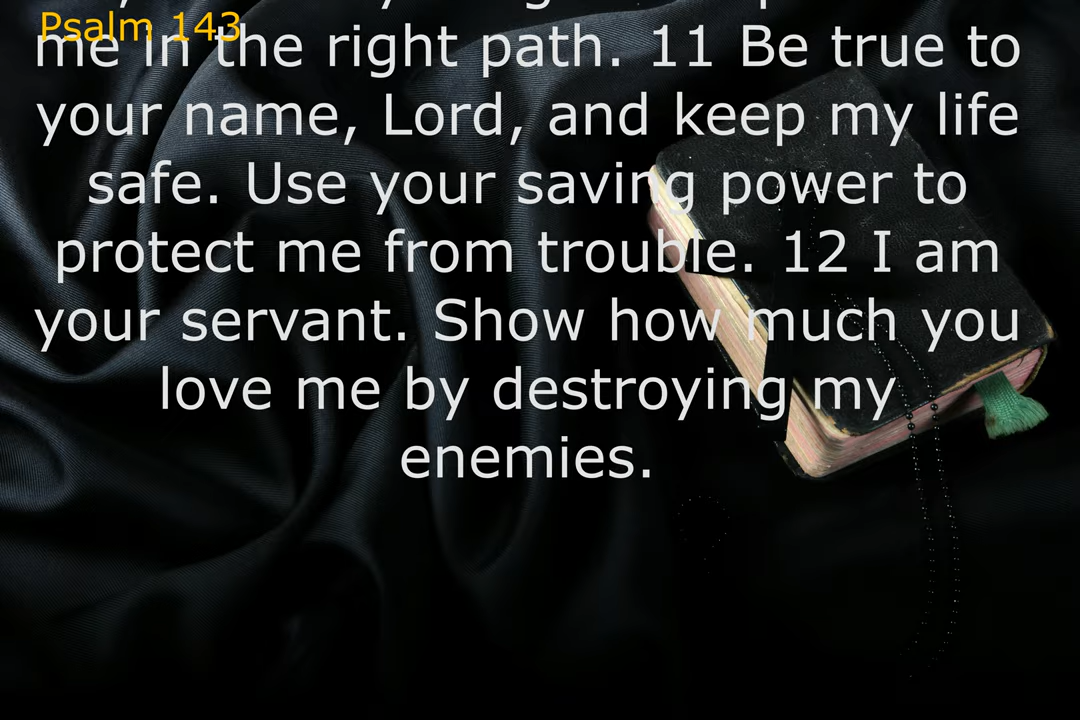 Psalm 143
me in the right path. 11 Be true to
your name, Lord, and keep my life
safe. Use your saving power to
protect me from trouble. 12 I am
your servant. Show how much you
love me by destroying my
enemies.